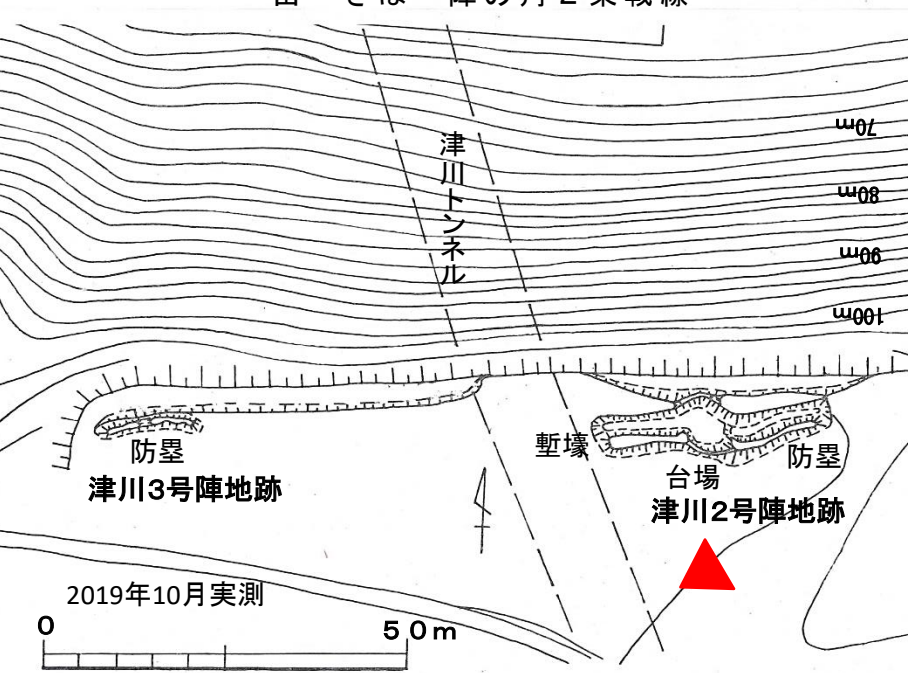 津川トンネル
70m
80m
90m
100m
防塁
津川3号陣地跡
塹壕
台場
防塁
津川2号陣地跡
2019年10月実測
0
50m